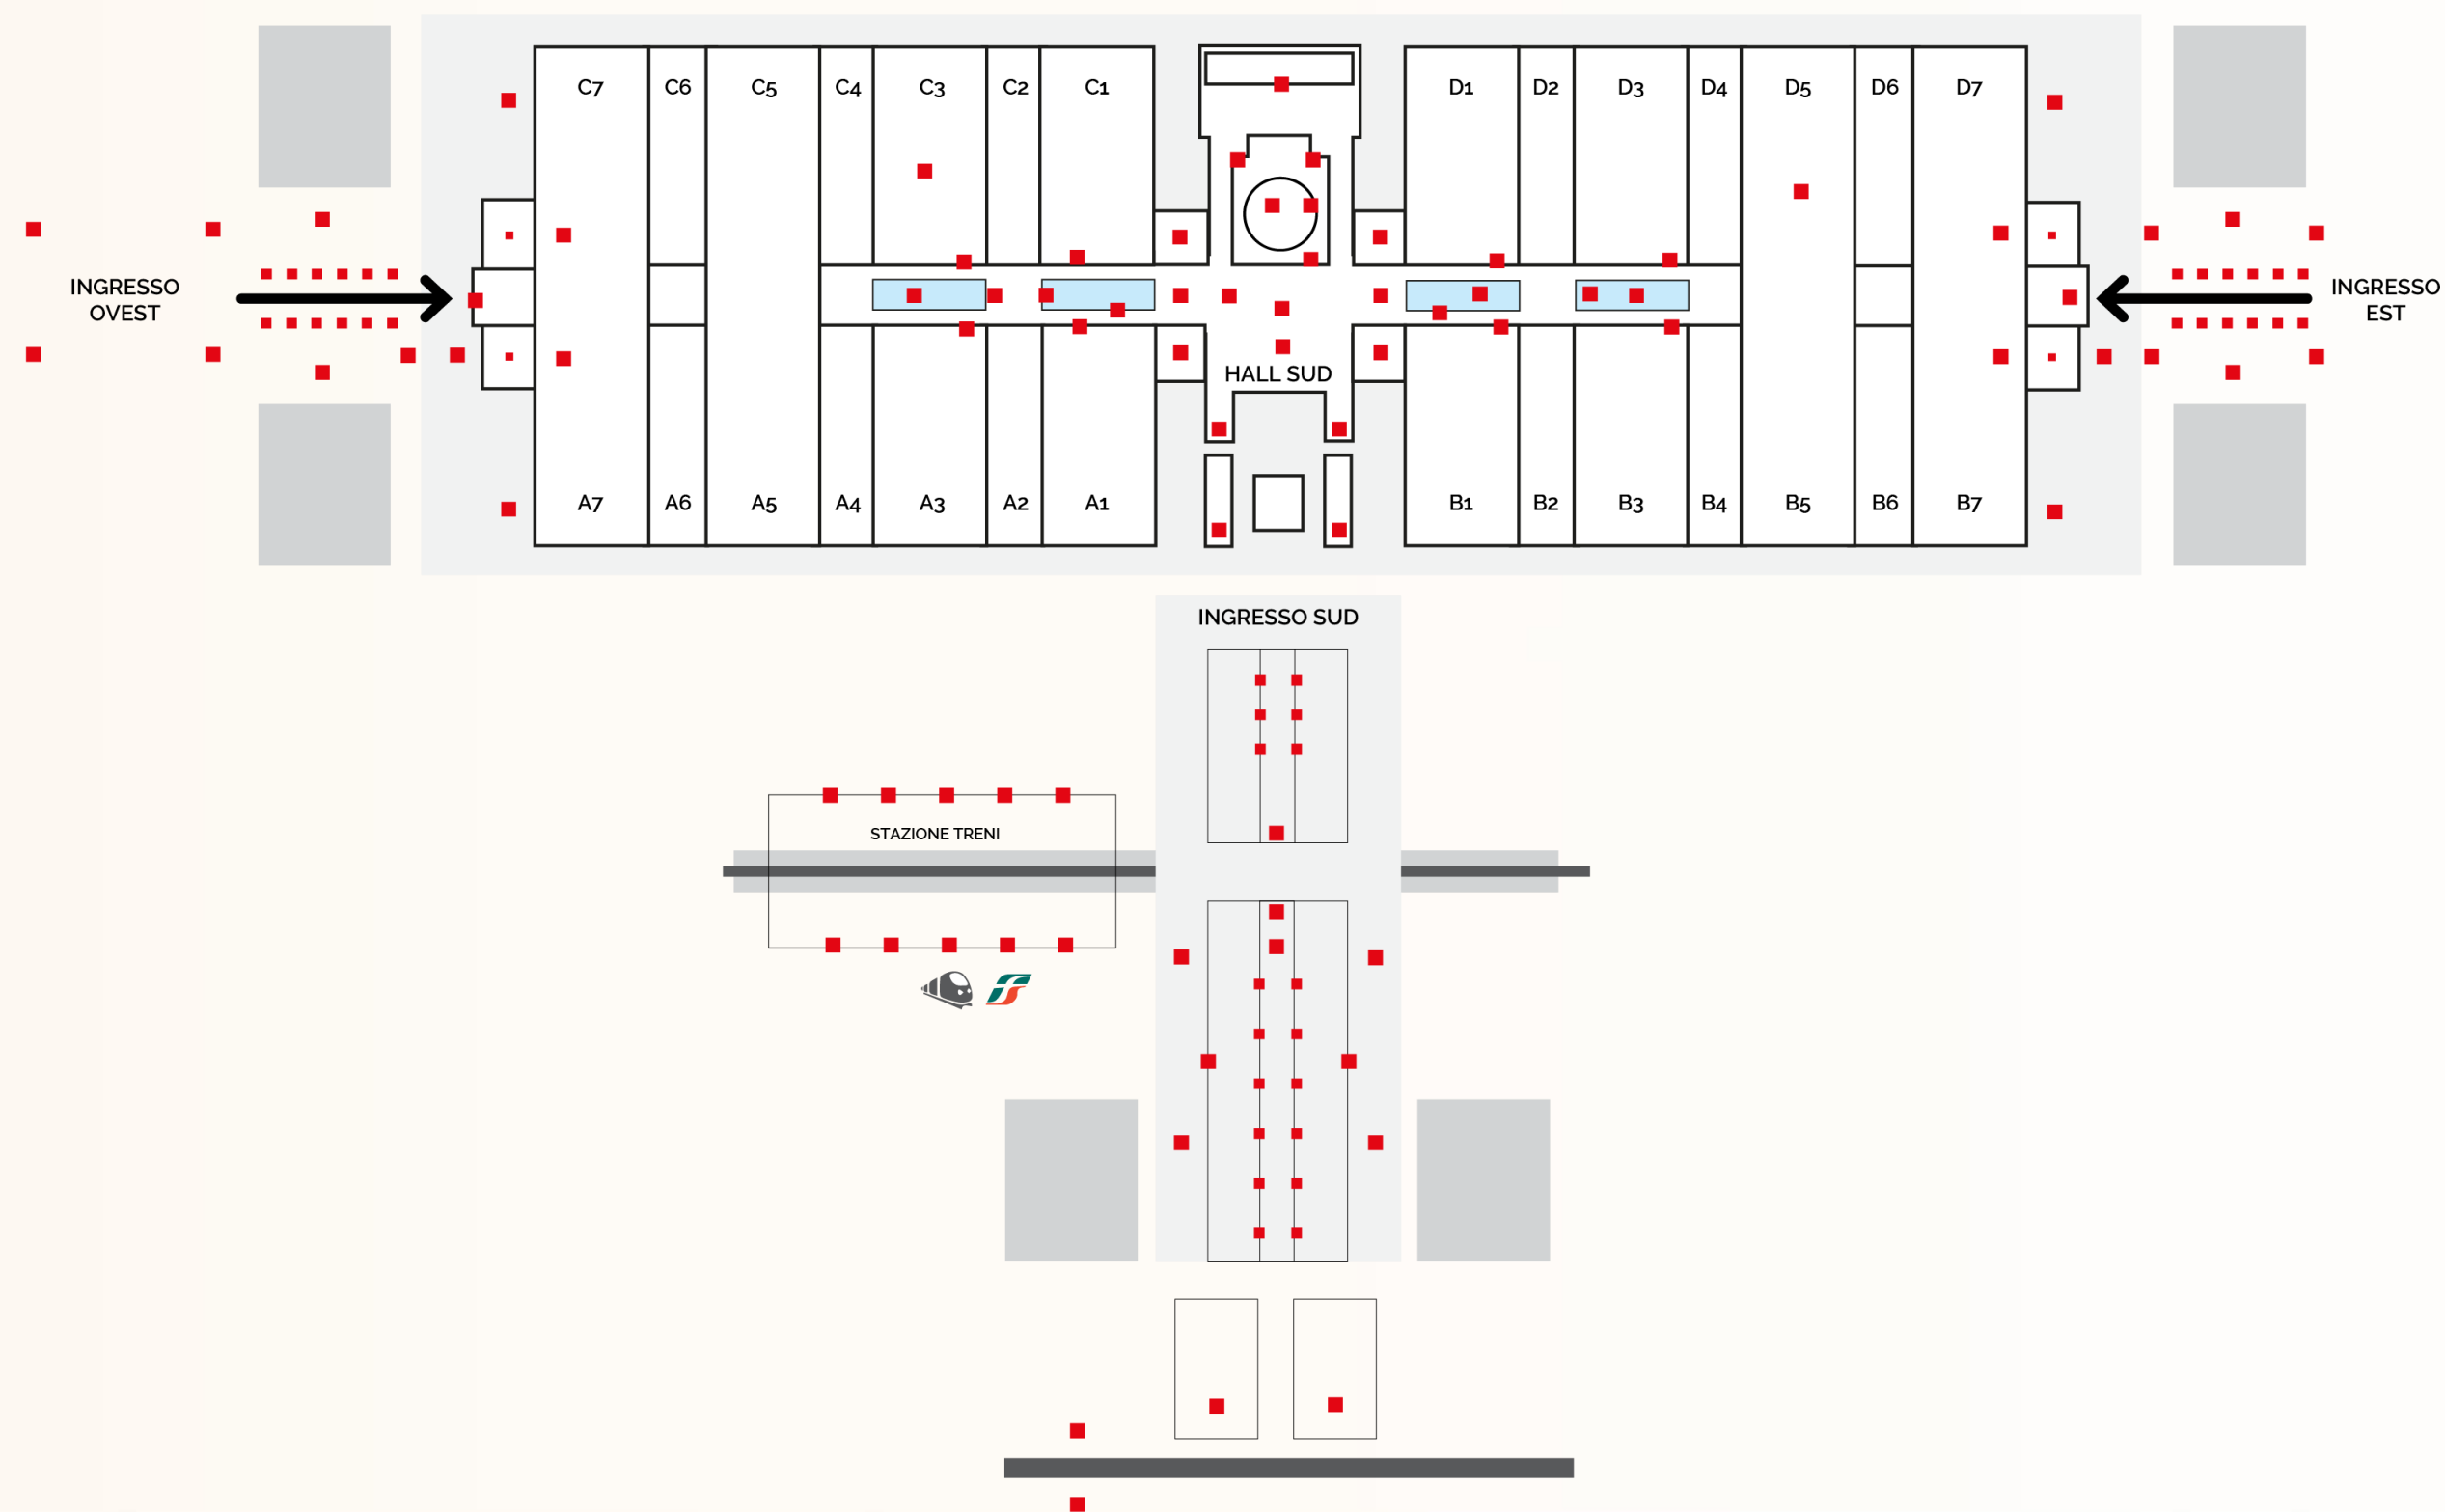 C7 C6 C5 C4 C3 C2 C1 D1 D2 D3 D4 D5 D6 D7
INGRESSO
OVEST
INGRESSO
EST
HALL SUD
A7 A6 A5 A4 A3 A2 A1 B1 B2 B3 B4 B5 B6 B7
INGRESSO SUD
STAZIONE TRENI